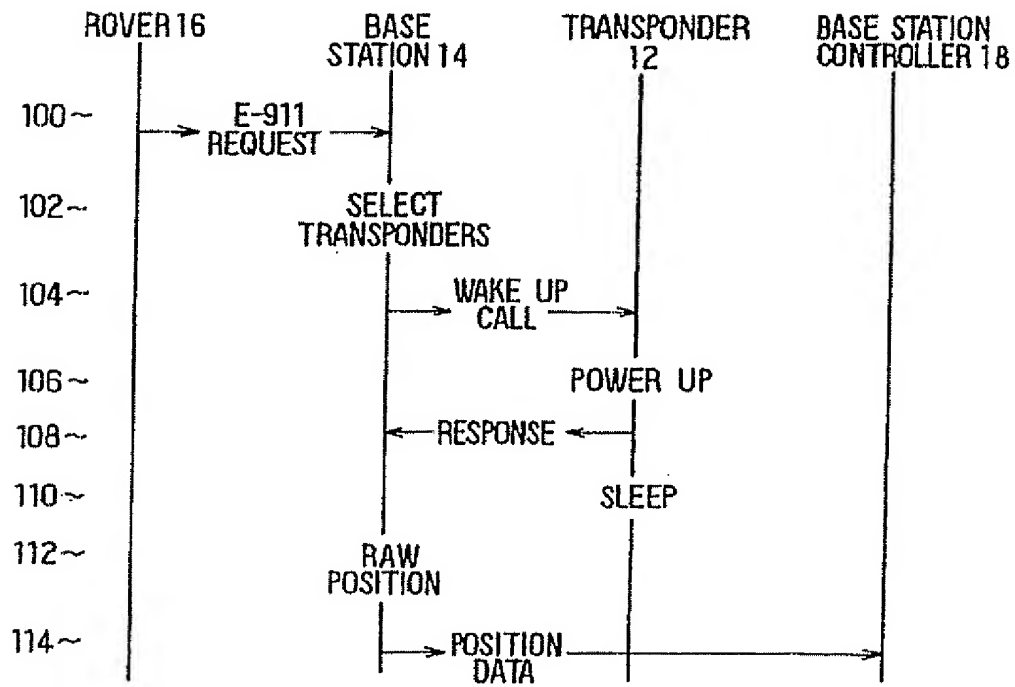 ROVER 16
BASE
STATION 14
TRANSPONDER
12
BASE STATION
CONTROLLER 18
100~
E-911
REQUEST
102~
SELECT
TRANSPONDERS
104~
WAKE UP
CALL
106~
POWER UP
108~
RESPONSE
110~
SLEEP
112~
RAW
POSITION
114~
POSITION
DATA